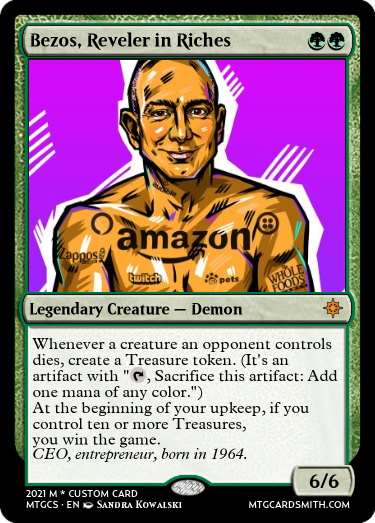 Bezos, Reveler in Riches
audible
amazon
Zappos
twitch
pets
WHOLE
FOODS
Legendary Creature — Demon
Whenever a creature an opponent controls
dies, create a Treasure token. (It's an
artifact with ", Sacrifice this artifact: Add
one mana of any color.")
At the beginning of your upkeep, if you
control ten or more Treasures,
you win the game.
CEO, entrepreneur, born in 1964.
6/6
2021 M * CUSTOM CARD
MTGCS • EN Sandra Kowalski
MTGCARDSMITH.COM